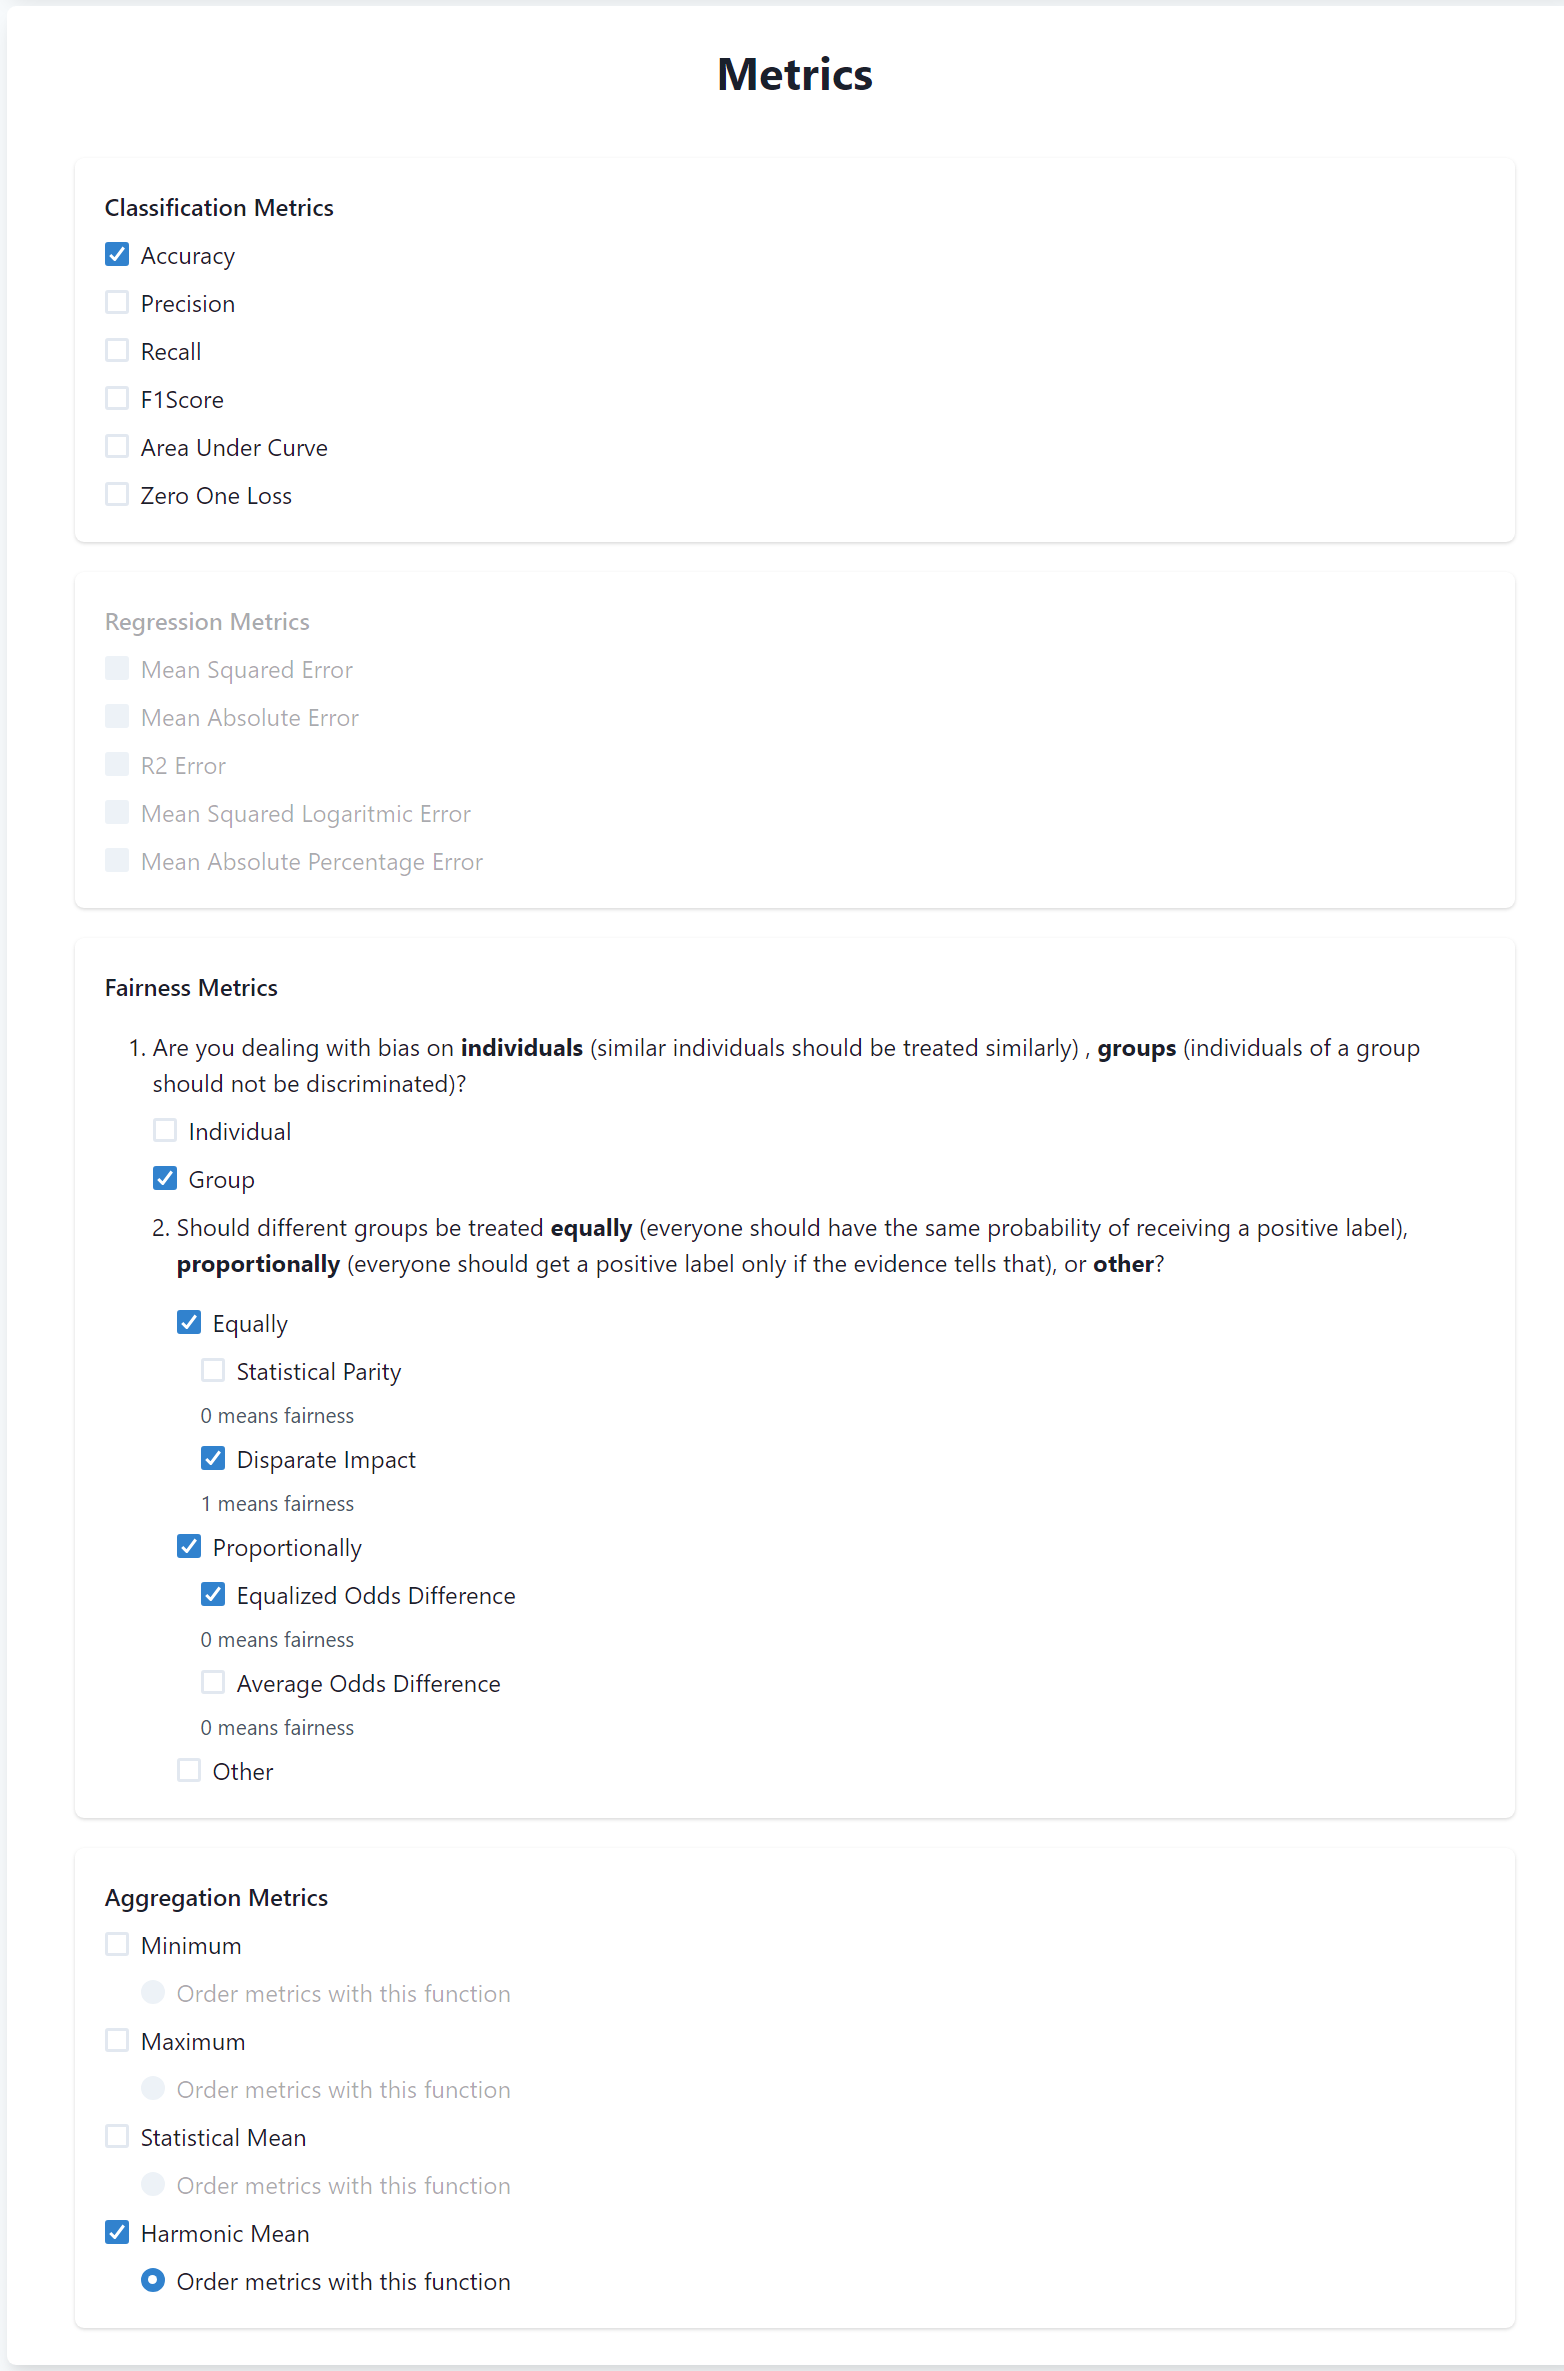 Metrics
Classification Metrics
Accuracy
Precision
Recall
F1Score
Area Under Curve
Zero One Loss
Regression Metrics
Mean Squared Error
Mean Absolute Error
R2 Error
Mean Squared Logaritmic Error
Mean Absolute Percentage Error
Fairness Metrics
1. Are you dealing with bias on individuals (similar individuals should be treated similarly) , groups (individuals of a group
should not be discriminated)?
Individual
Group
2. Should different groups be treated equally (everyone should have the same probability of receiving a positive label),
proportionally (everyone should get a positive label only if the evidence tells that), or other?
Equally
Statistical Parity
0 means fairness
Disparate Impact
1 means fairness
Proportionally
Equalized Odds Difference
0 means fairness
Average Odds Difference
0 means fairness
Other
Aggregation Metrics
Minimum
Order metrics with this function
Maximum
Order metrics with this function
Statistical Mean
Order metrics with this function
Harmonic Mean
Order metrics with this function